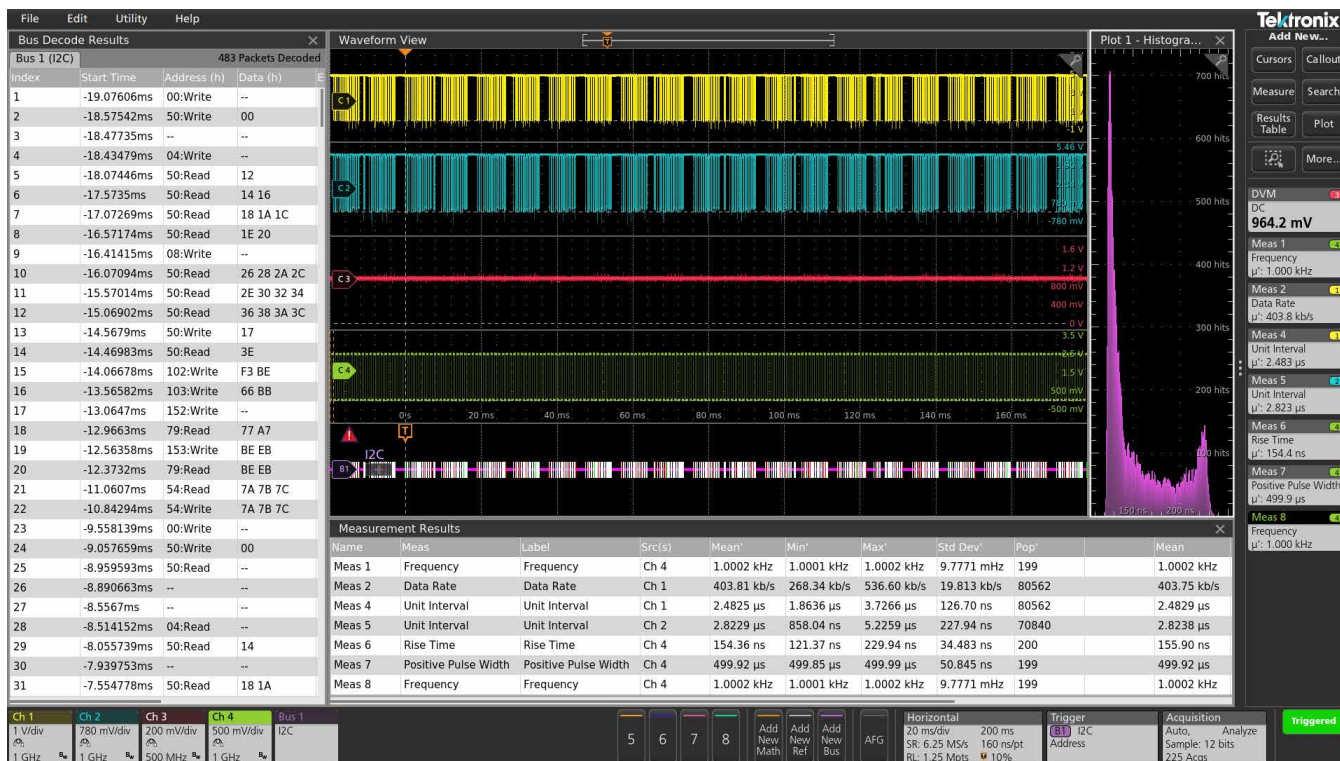 File Edit Utility Help
Tektronix
Add New...
Bus Decode Results
Bus 1 (I2C) 483 Packets Decoded
Index Start Time Address (h) Data (h) E
1 -19.07606ms 00:Write --
2 -18.57542ms 50:Write 00
3 -18.47735ms -- --
4 -18.43479ms 04:Write --
5 -18.07446ms 50:Read 12
6 -17.5735ms 50:Read 14 16
7 -17.07269ms 50:Read 18 1A 1C
8 -16.57174ms 50:Read 1E 20
9 -16.41415ms 08:Write --
10 -16.07094ms 50:Read 26 28 2A 2C
11 -15.57014ms 50:Read 2E 30 32 34
12 -15.06902ms 50:Read 36 38 3A 3C
13 -14.5679ms 50:Write 17
14 -14.46983ms 50:Read 3E
15 -14.06678ms 102:Write F3 BE
16 -13.56582ms 103:Write 66 BB
17 -13.0647ms 152:Write --
18 -12.9663ms 79:Read 77 A7
19 -12.56358ms 153:Write BE EB
20 -12.3732ms 79:Read BE EB
21 -11.0607ms 54:Read 7A 7B 7C
22 -10.84294ms 54:Write 7A 7B 7C
23 -9.558139ms 00:Write --
24 -9.057659ms 50:Write 00
25 -8.959593ms 50:Read --
26 -8.890663ms -- --
27 -8.5567ms -- --
28 -8.514152ms 04:Read --
29 -8.055739ms 50:Read 14
30 -7.939753ms -- --
31 -7.554778ms 50:Read 18 1A
Waveform View
T
C1
-1 V
5.46 V
C2
-780 mV
1.6 V
1.2 V
C3
800 mV
400 mV
0 V
3.5 V
2.5 V
C4
1.5 V
500 mV
-500 mV
0 s 20 ms 40 ms 60 ms 80 ms 100 ms 120 ms 140 ms 160 ms
T
I2C
B1
Plot 1 - Histogra...
700 hits
600 hits
500 hits
400 hits
300 hits
200 hits
100 hits
150 ns 200 ns
Measurement Results
Name Meas Label Src(s) Mean' Min' Max' Std Dev' Pop' Mean
Meas 1 Frequency Frequency Ch 4 1.0002 kHz 1.0001 kHz 1.0002 kHz 9.7771 mHz 199 1.0002 kHz
Meas 2 Data Rate Data Rate Ch 1 403.81 kb/s 268.34 kb/s 536.60 kb/s 19.813 kb/s 80562 403.75 kb/s
Meas 4 Unit Interval Unit Interval Ch 1 2.4825 µs 1.8636 µs 3.7266 µs 126.70 ns 80562 2.4829 µs
Meas 5 Unit Interval Unit Interval Ch 2 2.8229 µs 858.04 ns 5.2259 µs 227.94 ns 70840 2.8238 µs
Meas 6 Rise Time Rise Time Ch 4 154.36 ns 121.37 ns 229.94 ns 34.483 ns 200 155.90 ns
Meas 7 Positive Pulse Width Positive Pulse Width Ch 4 499.92 µs 499.85 µs 499.99 µs 50.845 ns 199 499.92 µs
Meas 8 Frequency Frequency Ch 4 1.0002 kHz 1.0001 kHz 1.0002 kHz 9.7771 mHz 199 1.0002 kHz
Cursors Callout
Measure Search
Results Table Plot
More...
DVM 3
DC
964.2 mV
Meas 1 4
Frequency
µ': 1.000 kHz
Meas 2 1
Data Rate
µ': 403.8 kb/s
Meas 4 1
Unit Interval
µ': 2.483 µs
Meas 5 2
Unit Interval
µ': 2.823 µs
Meas 6 4
Rise Time
µ': 154.4 ns
Meas 7 4
Positive Pulse Width
µ': 499.9 µs
Meas 8 4
Frequency
µ': 1.000 kHz
Ch 1 Ch 2 Ch 3 Ch 4 Bus 1
1 V/div 780 mV/div 200 mV/div 500 mV/div I2C
1 GHz Bw 1 GHz Bw 500 MHz Bw 1 GHz Bw
5 6 7 8
Add New Math
Add New Ref
Add New Bus
AFG
Horizontal
20 ms/div 200 ms
SR: 6.25 MS/s 160 ns/pt
RL: 1.25 Mpts 10%
Trigger
B1 I2C
Address
Acquisition
Auto, Analyze
Sample: 12 bits
225 Acqs
Triggered